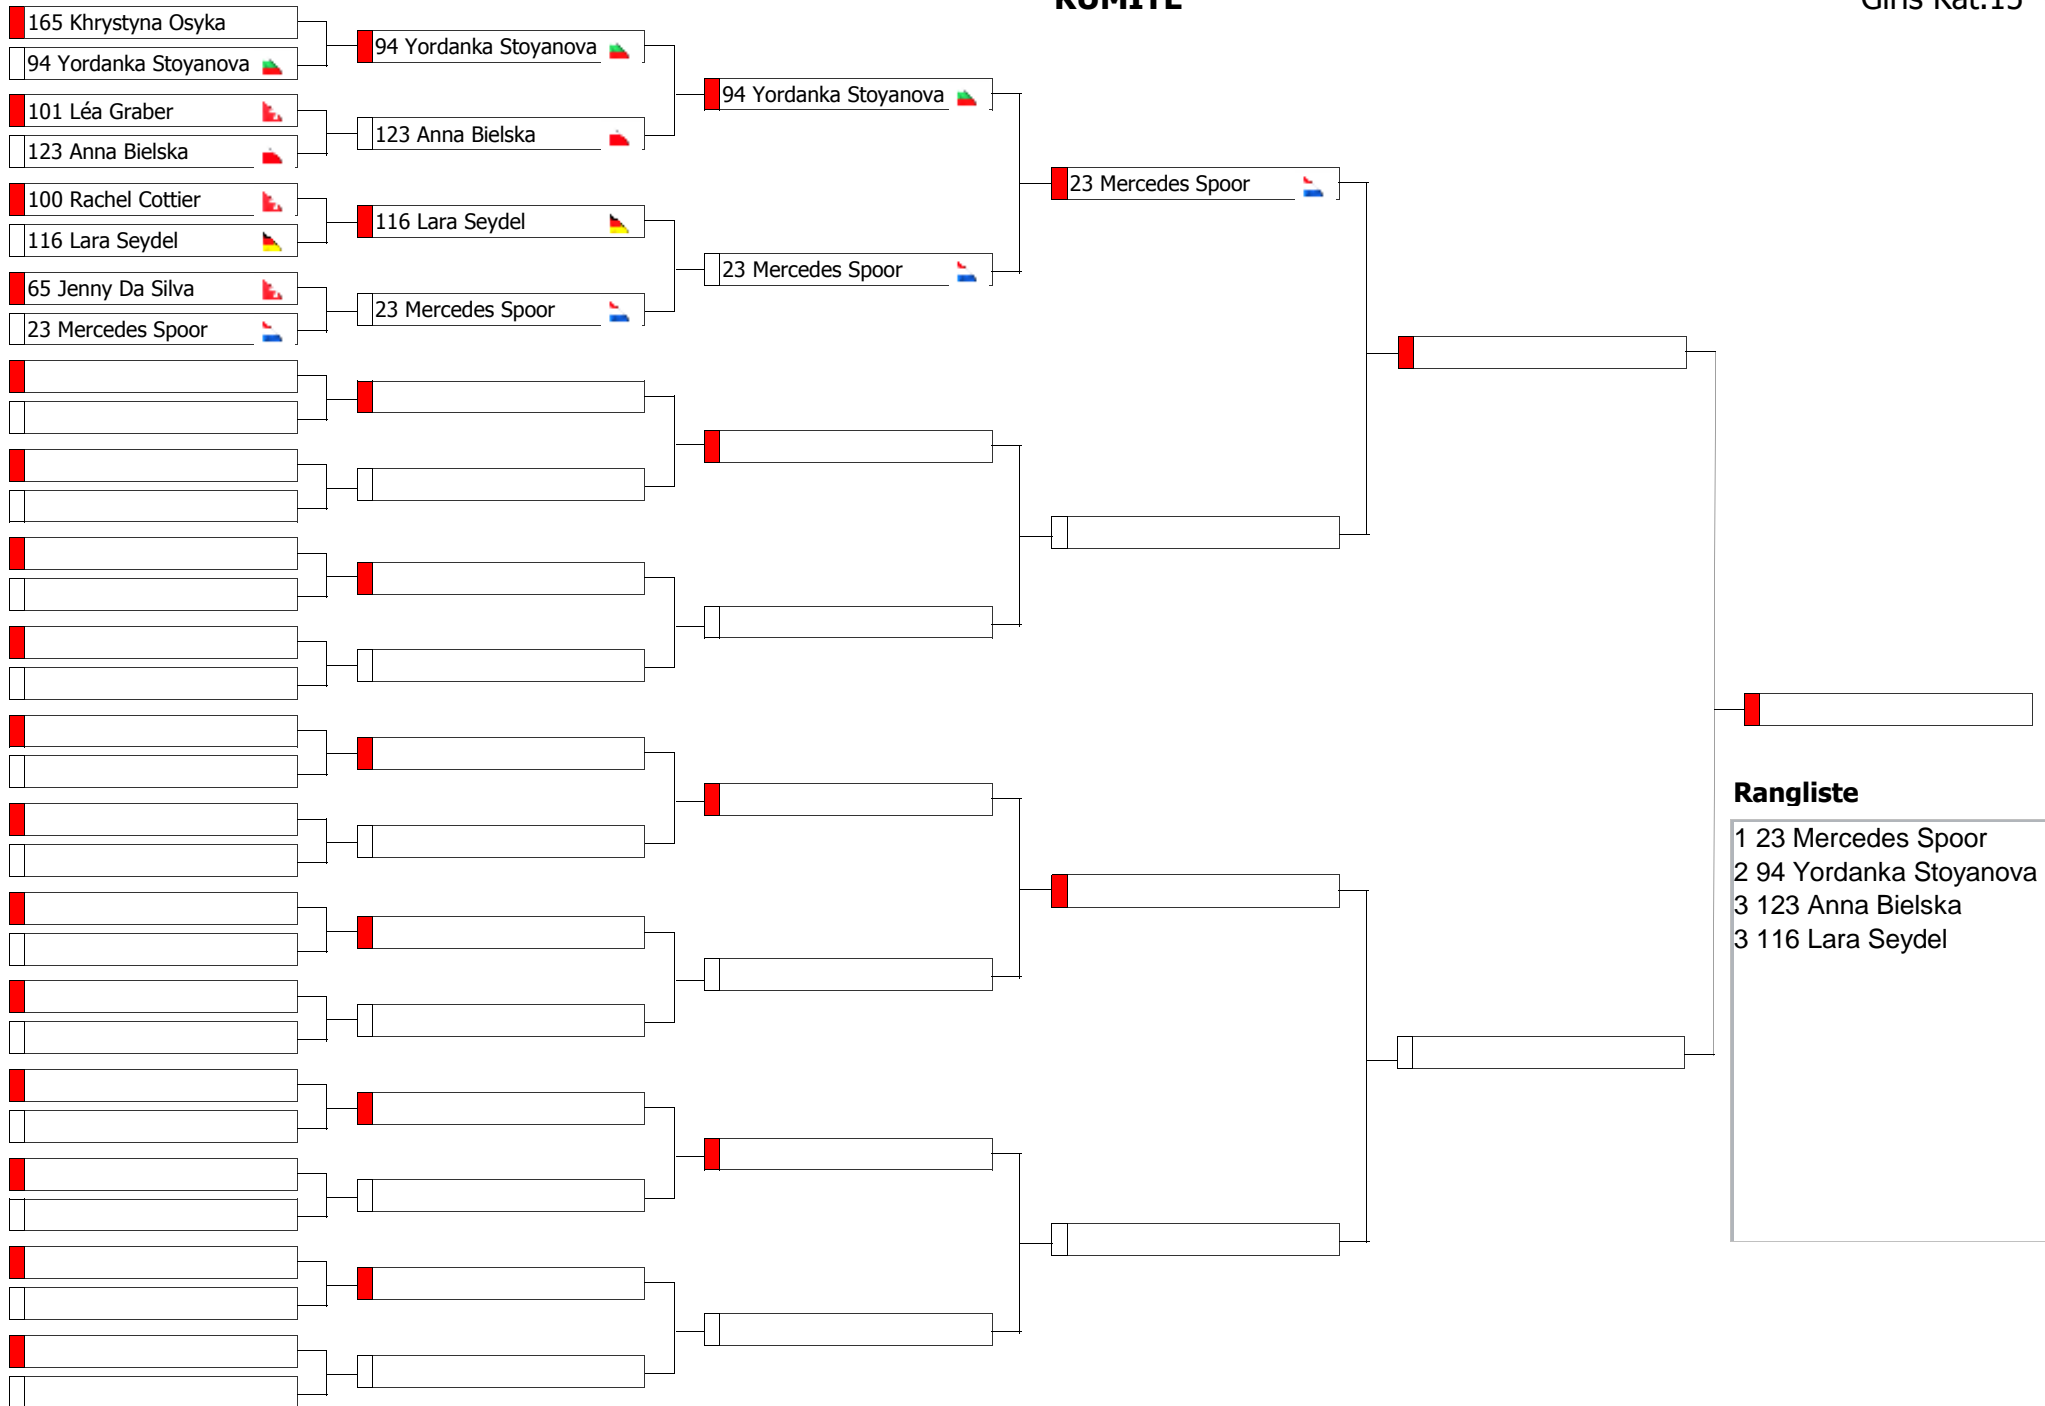 KUMITE
Girls Kat.15
165 Khrystyna Osyka
94 Yordanka Stoyanova
101 Léa Graber
123 Anna Bielska
100 Rachel Cottier
116 Lara Seydel
65 Jenny Da Silva
23 Mercedes Spoor
94 Yordanka Stoyanova
123 Anna Bielska
116 Lara Seydel
23 Mercedes Spoor
94 Yordanka Stoyanova
23 Mercedes Spoor
23 Mercedes Spoor
Rangliste
1 23 Mercedes Spoor
2 94 Yordanka Stoyanova
3 123 Anna Bielska
3 116 Lara Seydel